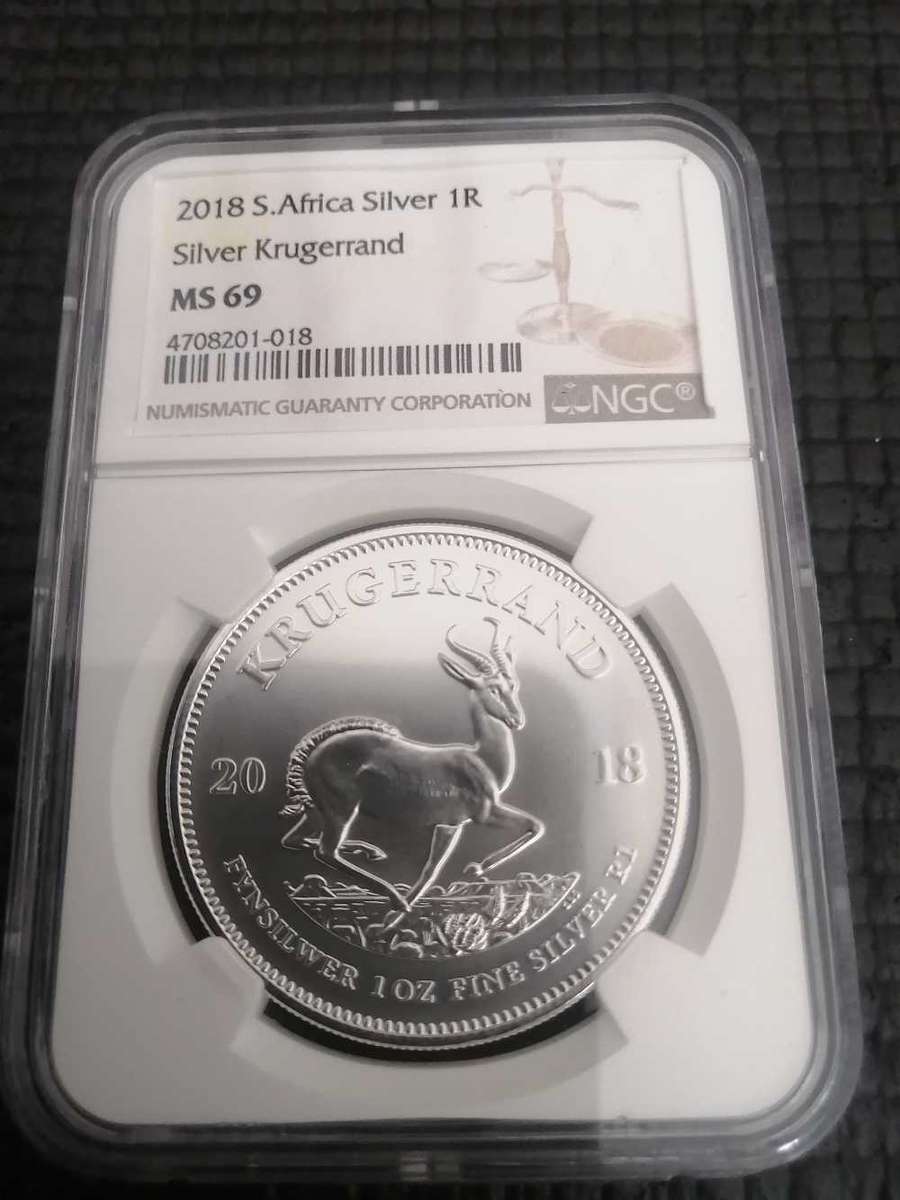 2018 S.Africa Silver 1R
Silver Krugerrand
MS 69
4708201-018
NUMISMATIC GUARANTY CORPORATION
NGC®
KRUGERRAND
20 18
FYNSILWER 1 OZ FINE SILVER R1